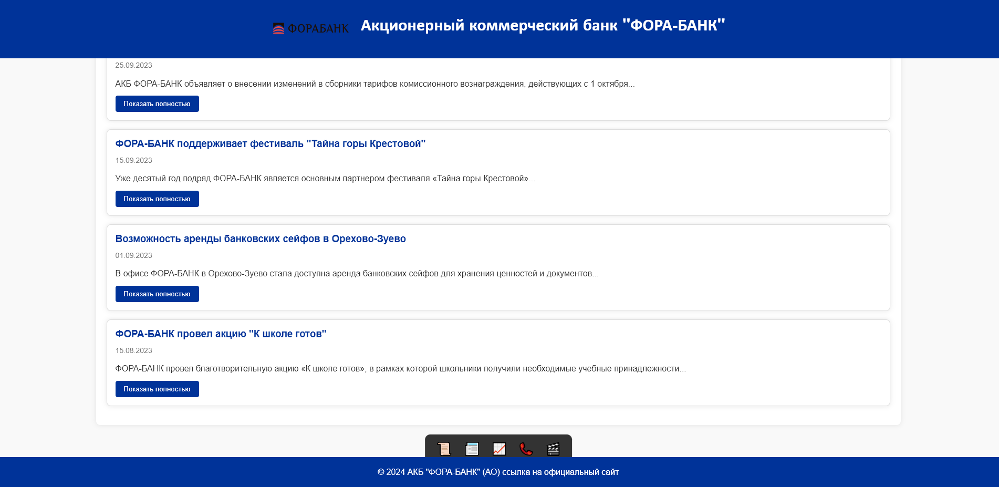 ФОРАБАНК
Акционерный коммерческий банк "ФОРА-БАНК"
25.09.2023
АКБ ФОРА-БАНК объявляет о внесении изменений в сборники тарифов комиссионного вознаграждения, действующих с 1 октября...
Показать полностью
ФОРА-БАНК поддерживает фестиваль "Тайна горы Крестовой"
15.09.2023
Уже десятый год подряд ФОРА-БАНК является основным партнером фестиваля «Тайна горы Крестовой»...
Показать полностью
Возможность аренды банковских сейфов в Орехово-Зуево
01.09.2023
В офисе ФОРА-БАНК в Орехово-Зуево стала доступна аренда банковских сейфов для хранения ценностей и документов...
Показать полностью
ФОРА-БАНК провел акцию "К школе готов"
15.08.2023
ФОРА-БАНК провел благотворительную акцию «К школе готов», в рамках которой школьники получили необходимые учебные принадлежности...
Показать полностью
© 2024 АКБ "ФОРА-БАНК" (АО) ссылка на официальный сайт